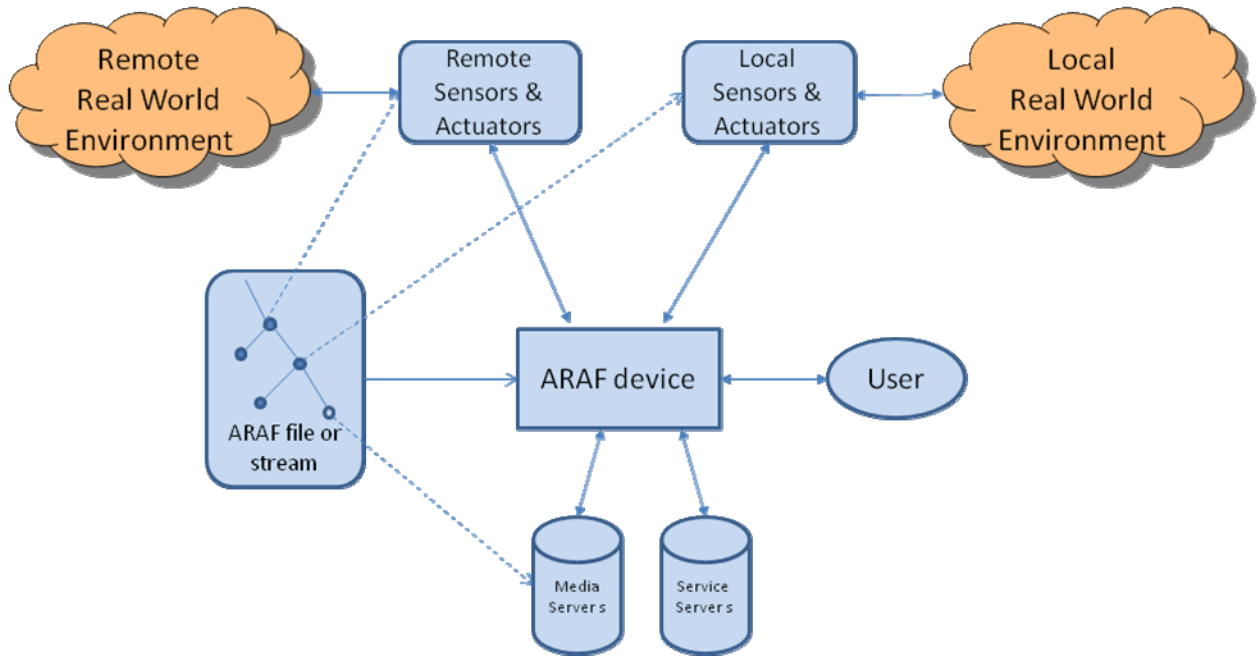 Remote
Real World
Environment
Remote
Sensors &
Actuators
Local
Sensors &
Actuators
Local
Real World
Environment
ARAF file or
stream
ARAF device
User
Media
Servers
Service
Servers